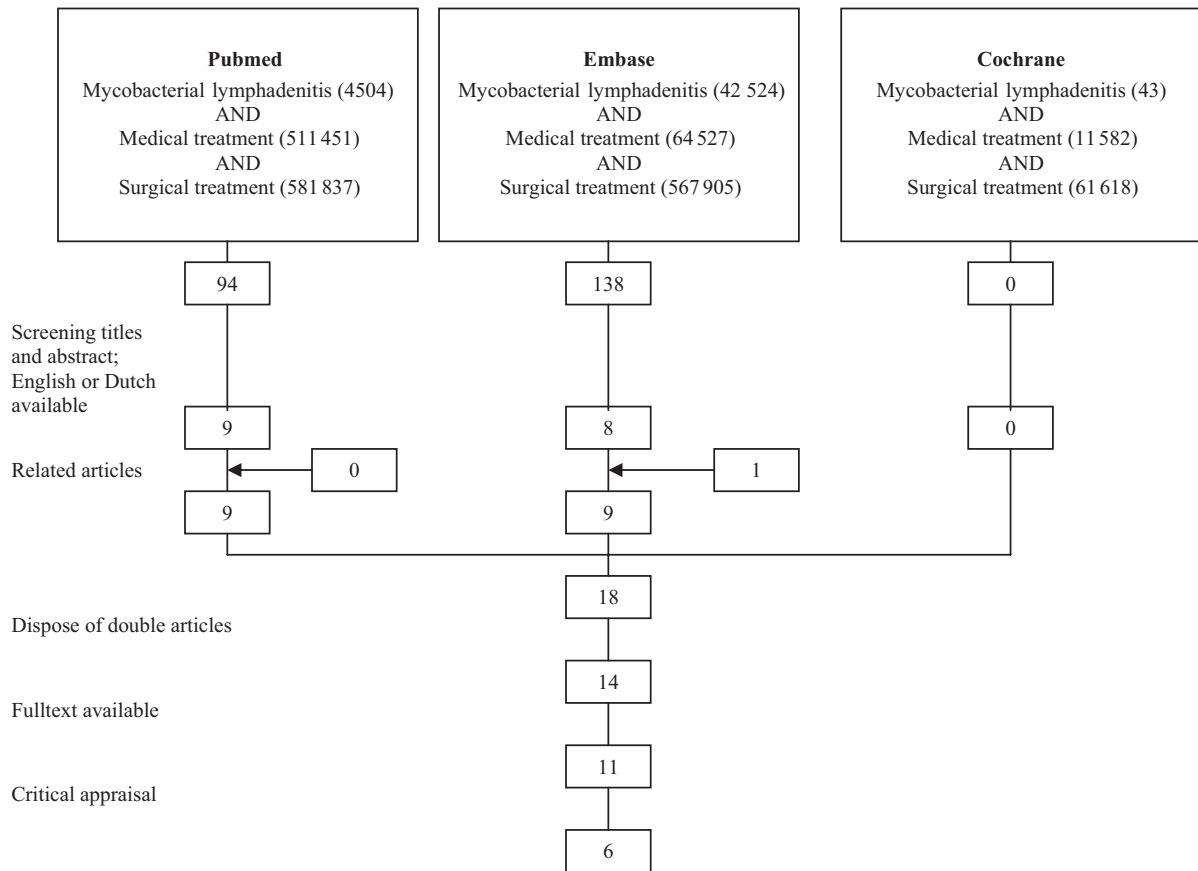 Pubmed
Mycobacterial lymphadenitis (4504)
AND
Medical treatment (511 451)
AND
Surgical treatment (581 837)
Embase
Mycobacterial lymphadenitis (42 524)
AND
Medical treatment (64 527)
AND
Surgical treatment (567 905)
Cochrane
Mycobacterial lymphadenitis (43)
AND
Medical treatment (11 582)
AND
Surgical treatment (61 618)
94
138
0
Screening titles
and abstract;
English or Dutch
available
9
8
0
Related articles
0
1
9
9
18
Dispose of double articles
14
Fulltext available
11
Critical appraisal
6